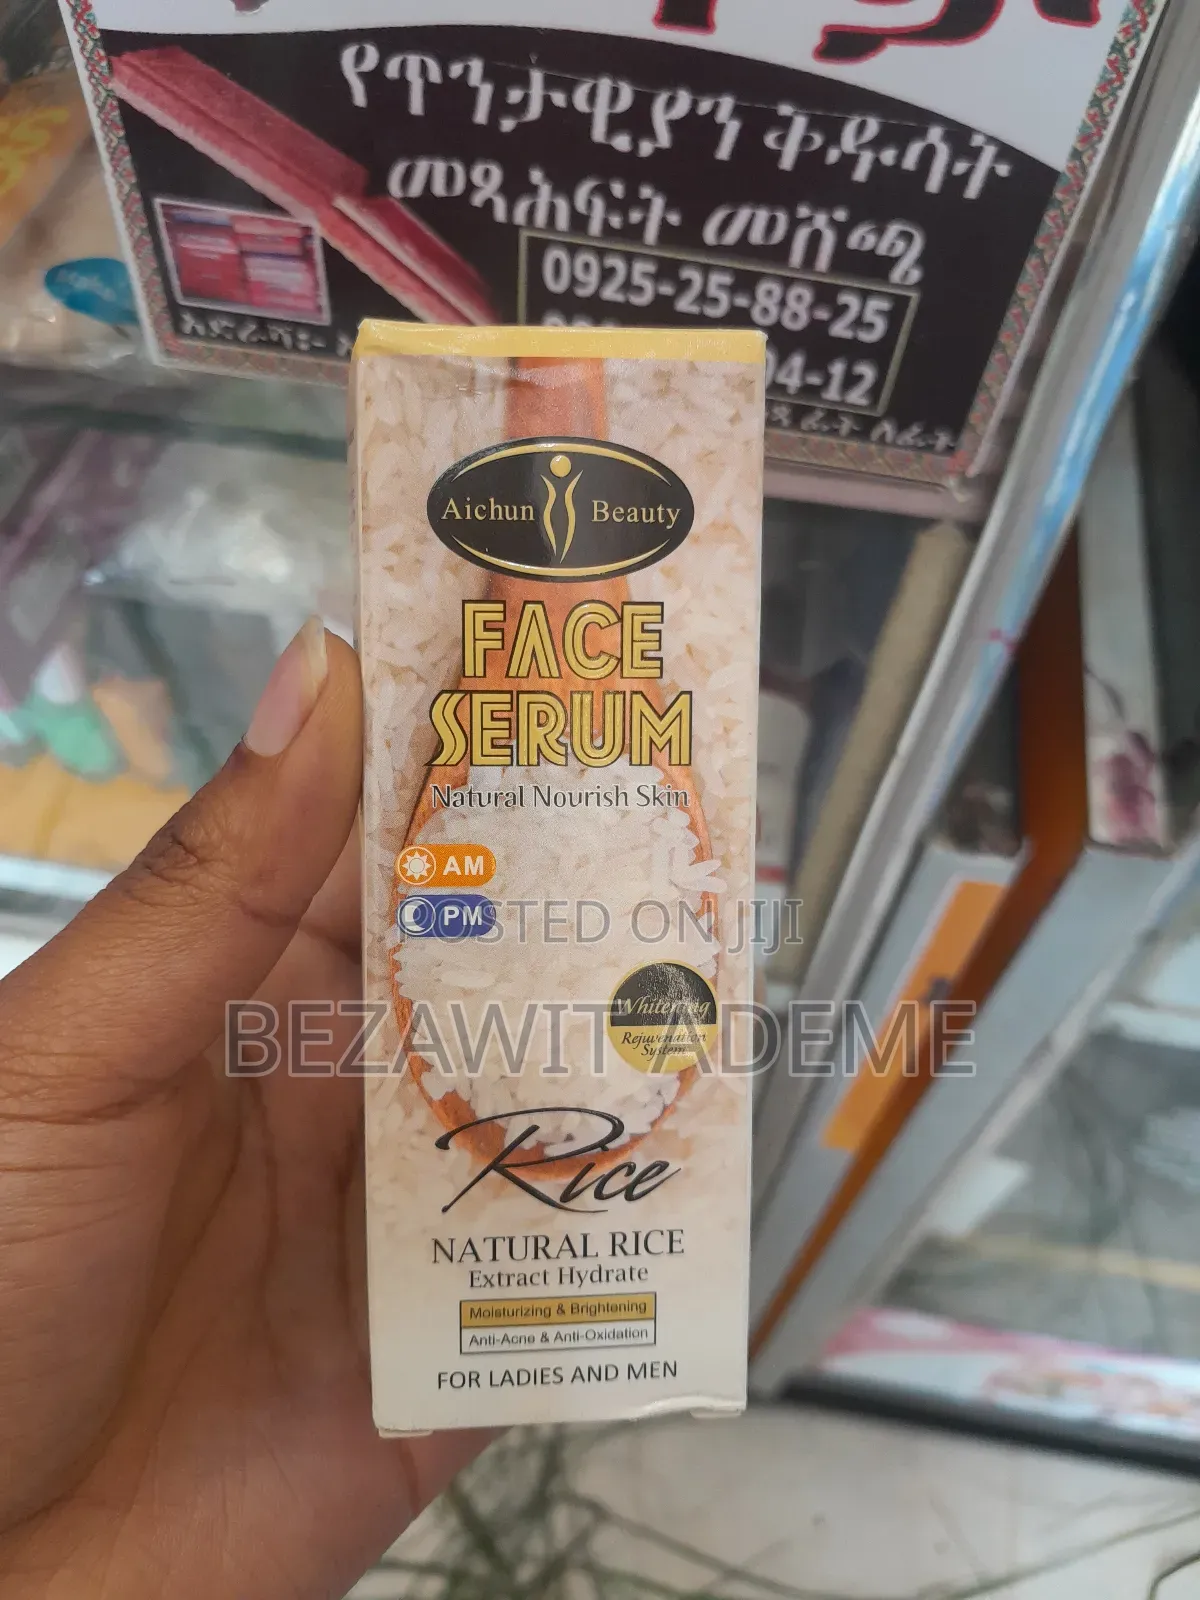 የጥንታዊያን ቅዱሳት
መጻሕፍት መሸጫ
0925-25-88-25
04-12
አድራሻ:-
Aichun Beauty
FACE
SERUM
Natural Nourish Skin
AM
PM
POSTED ON JIJI
BEZAWIT ADEME
Whitening
Rejuvenation
System
Rice
NATURAL RICE
Extract Hydrate
Moisturizing & Brightening
Anti-Acne & Anti-Oxidation
FOR LADIES AND MEN